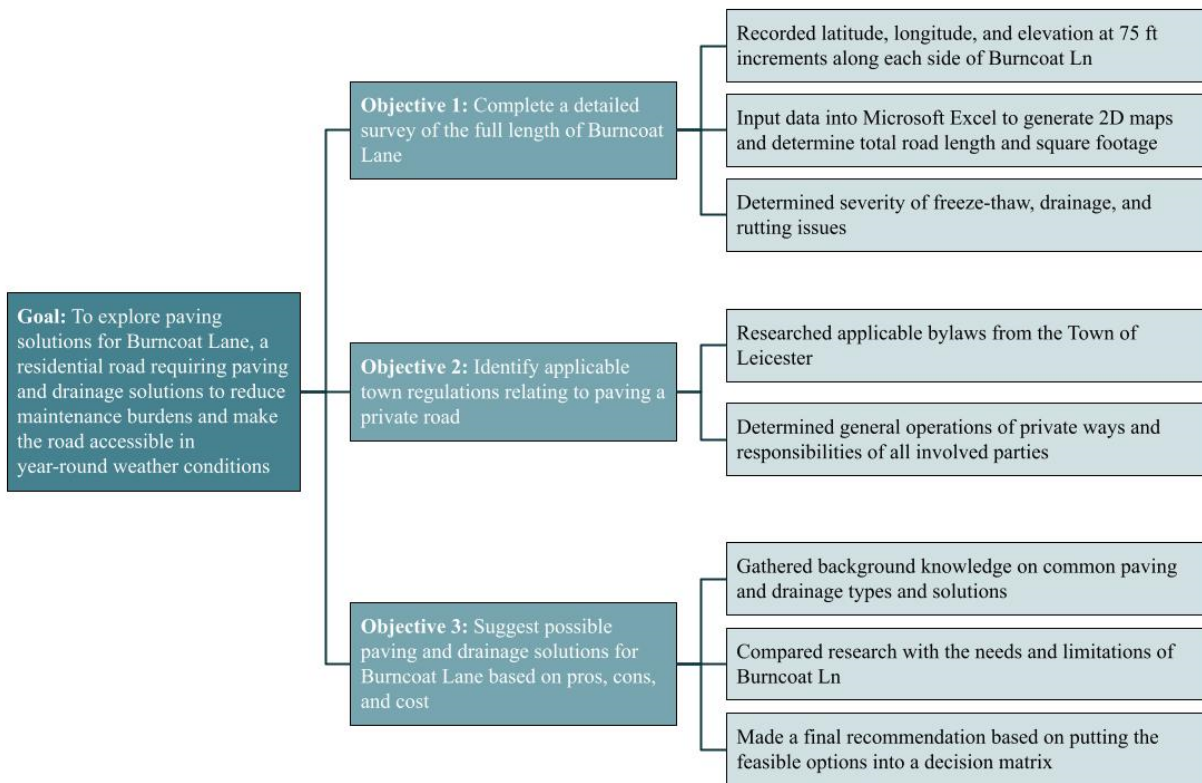 Goal: To explore paving
solutions for Burncoat Lane, a
residential road requiring paving
and drainage solutions to reduce
maintenance burdens and make
the road accessible in
year-round weather conditions
Objective 1: Complete a detailed
survey of the full length of Burncoat
Lane
Recorded latitude, longitude, and elevation at 75 ft
increments along each side of Burncoat Ln
Input data into Microsoft Excel to generate 2D maps
and determine total road length and square footage
Determined severity of freeze-thaw, drainage, and
rutting issues
Objective 2: Identify applicable
town regulations relating to paving a
private road
Researched applicable bylaws from the Town of
Leicester
Determined general operations of private ways and
responsibilities of all involved parties
Objective 3: Suggest possible
paving and drainage solutions for
Burncoat Lane based on pros, cons,
and cost
Gathered background knowledge on common paving
and drainage types and solutions
Compared research with the needs and limitations of
Burncoat Ln
Made a final recommendation based on putting the
feasible options into a decision matrix